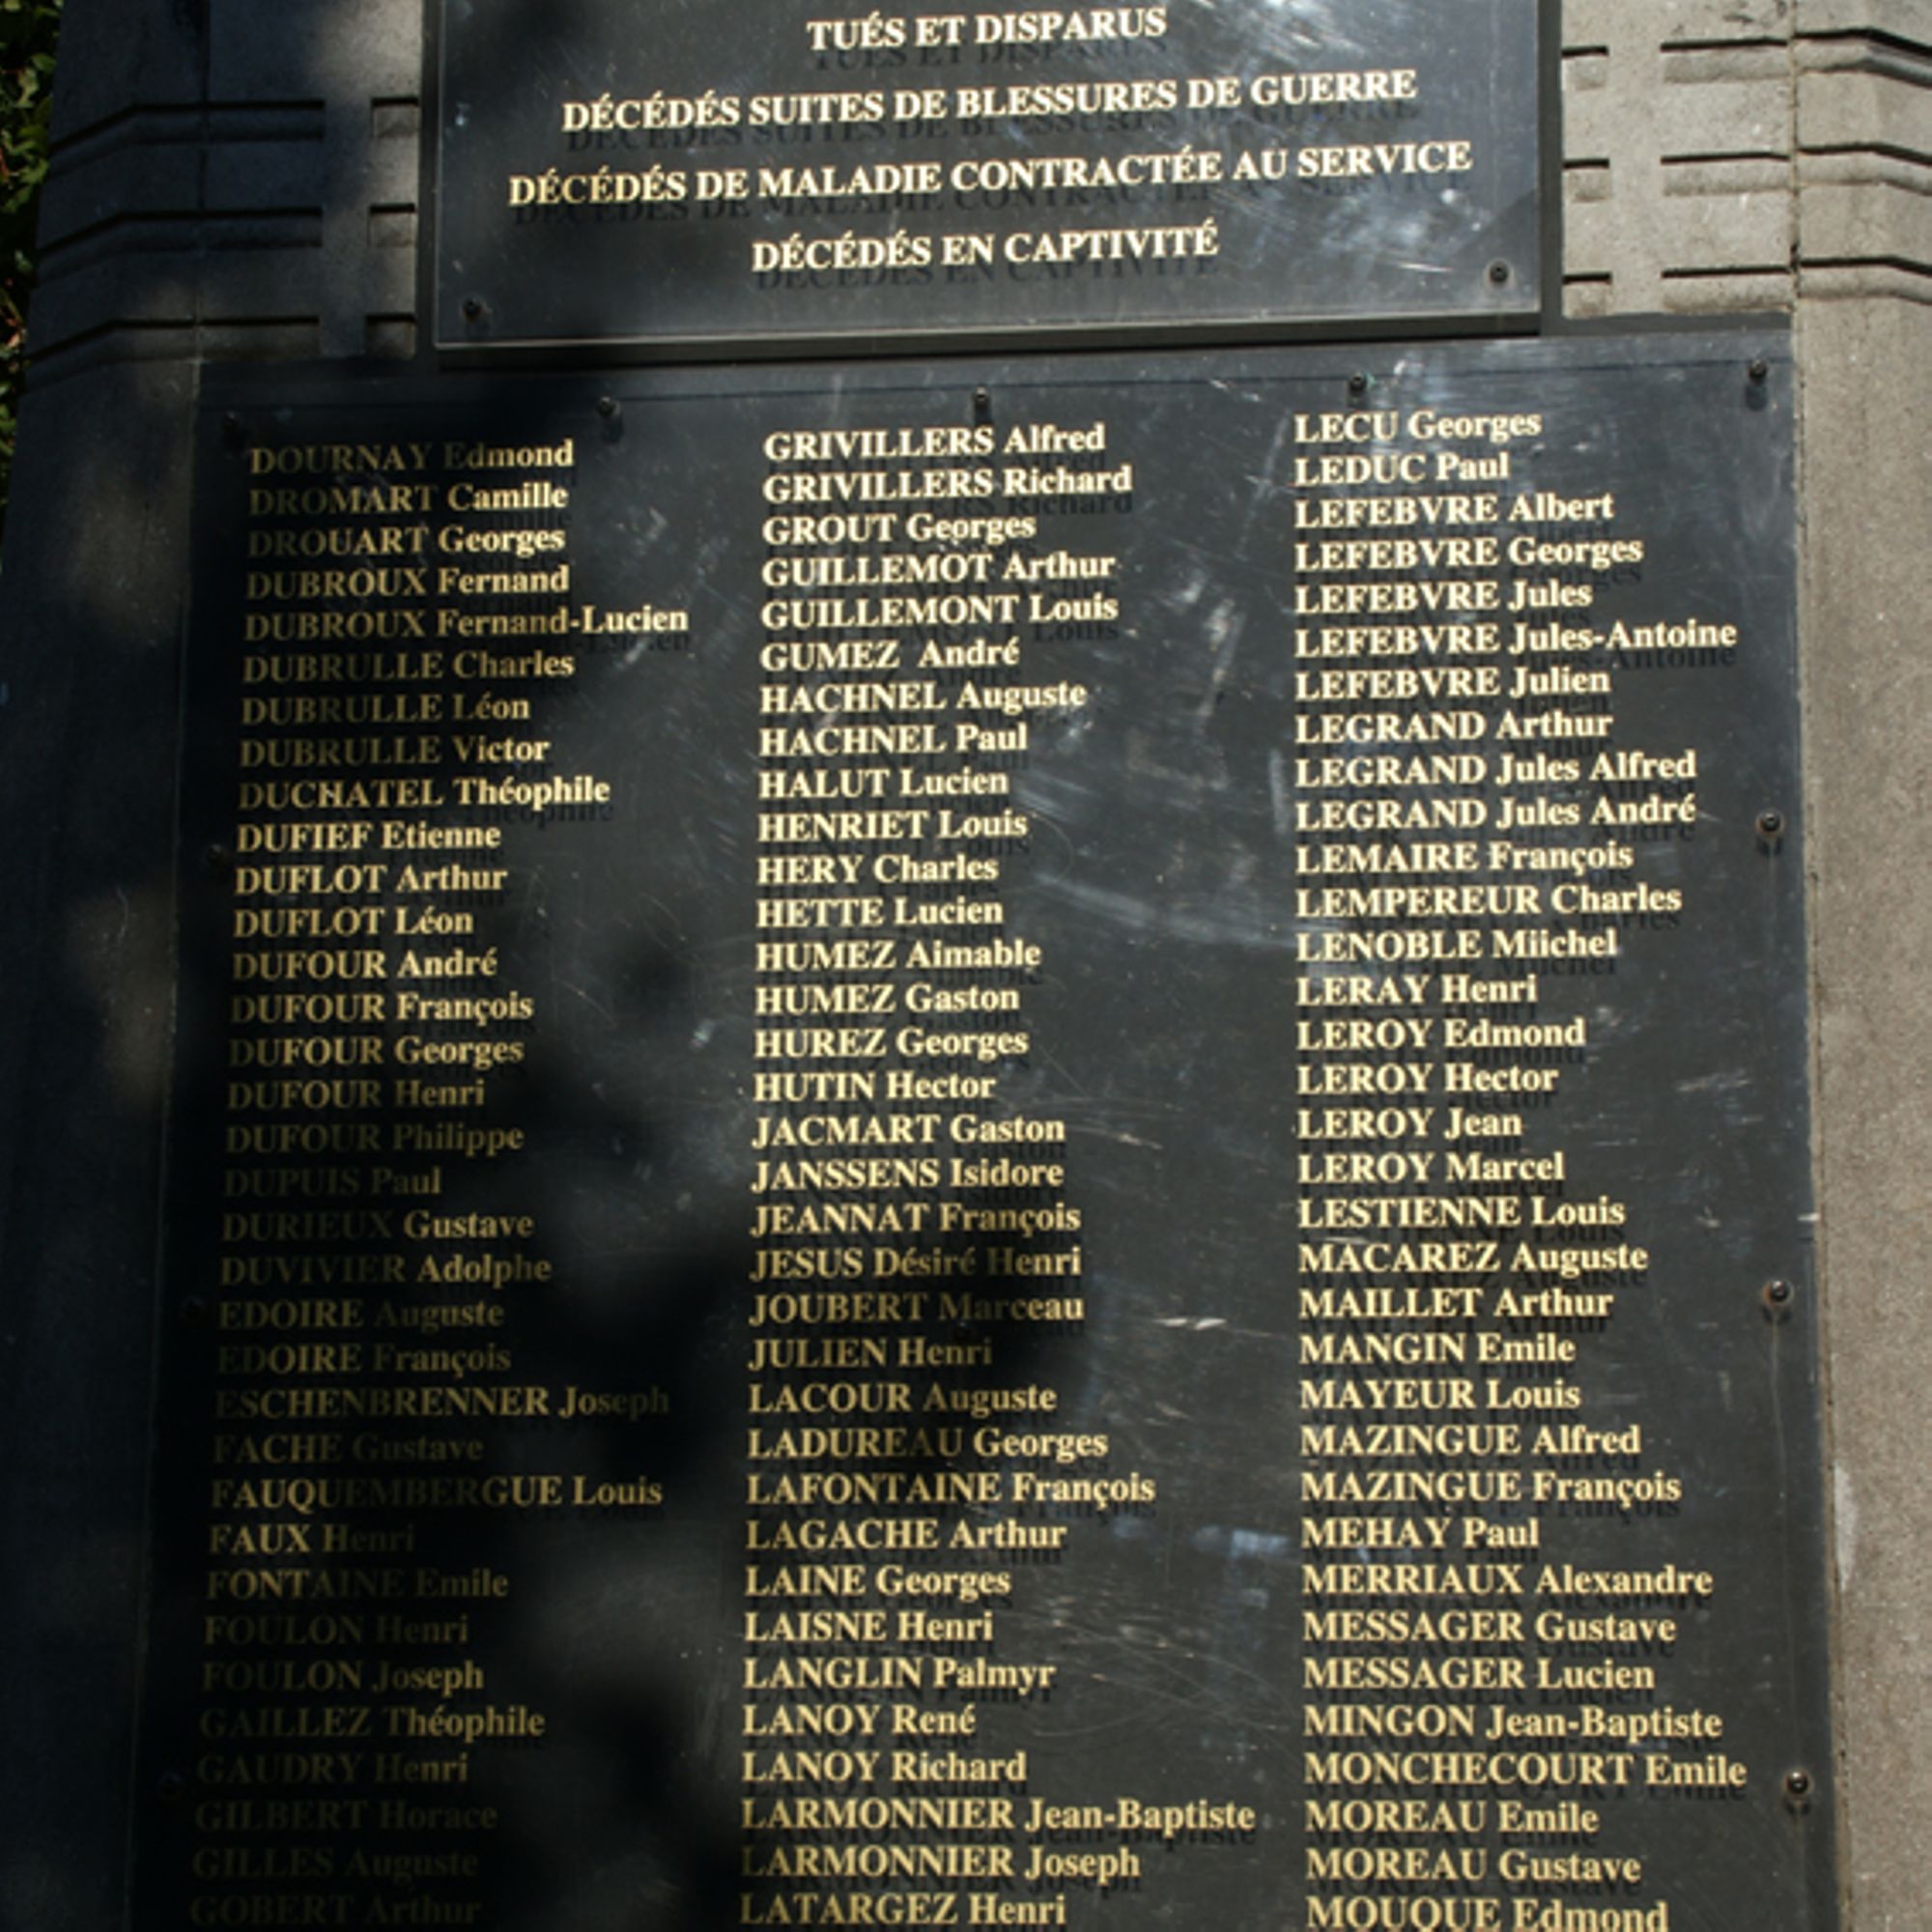 TUÉS ET DISPARUS
DÉCÉDÉS SUITES DE BLESSURES DE GUERRE
DÉCÉDÉS DE MALADIE CONTRACTÉE AU SERVICE
DÉCÉDÉS EN CAPTIVITÉ
DOURNAY Edmond
DROMART Camille
DROUART Georges
DUBROUX Fernand
DUBROUX Fernand-Lucien
DUBRULLE Charles
DUBRULLE Léon
DUBRULLE Victor
DUCHATEL Théophile
DUFIEF Etienne
DUFLOT Arthur
DUFLOT Léon
DUFOUR André
DUFOUR François
DUFOUR Georges
DUFOUR Henri
DUFOUR Philippe
DUPUIS Paul
DURIEUX Gustave
DUVIVIER Adolphe
EDOIRE Auguste
EDOIRE François
ESCHENBRENNER Joseph
FACHE Gustave
FAUQUEMBERGUE Louis
FAUX Henri
FONTAINE Emile
FOULON Henri
FOULON Joseph
GAILLEZ Théophile
GAUDRY Henri
GILBERT Horace
GILLES Auguste
GOBERT Arthur
GRIVILLERS Alfred
GRIVILLERS Richard
GROUT Georges
GUILLEMOT Arthur
GUILLEMONT Louis
GUMEZ André
HACHNEL Auguste
HACHNEL Paul
HALUT Lucien
HENRIET Louis
HERY Charles
HETTE Lucien
HUMEZ Aimable
HUMEZ Gaston
HUREZ Georges
HUTIN Hector
JACMART Gaston
JANSSENS Isidore
JEANNAT François
JESUS Désiré Henri
JOUBERT Marceau
JULIEN Henri
LACOUR Auguste
LADUREAU Georges
LAFONTAINE François
LAGACHE Arthur
LAINE Georges
LAISNE Henri
LANGLIN Palmyr
LANOY René
LANOY Richard
LARMONNIER Jean-Baptiste
LARMONNIER Joseph
LATARGEZ Henri
LECU Georges
LEDUC Paul
LEFEBVRE Albert
LEFEBVRE Georges
LEFEBVRE Jules
LEFEBVRE Jules-Antoine
LEFEBVRE Julien
LEGRAND Arthur
LEGRAND Jules Alfred
LEGRAND Jules André
LEMAIRE François
LEMPEREUR Charles
LENOBLE Miichel
LERAY Henri
LEROY Edmond
LEROY Hector
LEROY Jean
LEROY Marcel
LESTIENNE Louis
MACAREZ Auguste
MAILLET Arthur
MANGIN Emile
MAYEUR Louis
MAZINGUE Alfred
MAZINGUE François
MEHAY Paul
MERRIAUX Alexandre
MESSAGER Gustave
MESSAGER Lucien
MINGON Jean-Baptiste
MONCHECOURT Emile
MOREAU Emile
MOREAU Gustave
MOUQUE Edmond